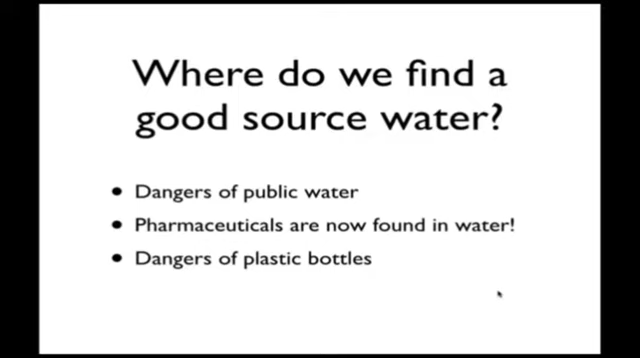 Where do we find a
good source water?
• Dangers of public water
• Pharmaceuticals are now found in water!
• Dangers of plastic bottles